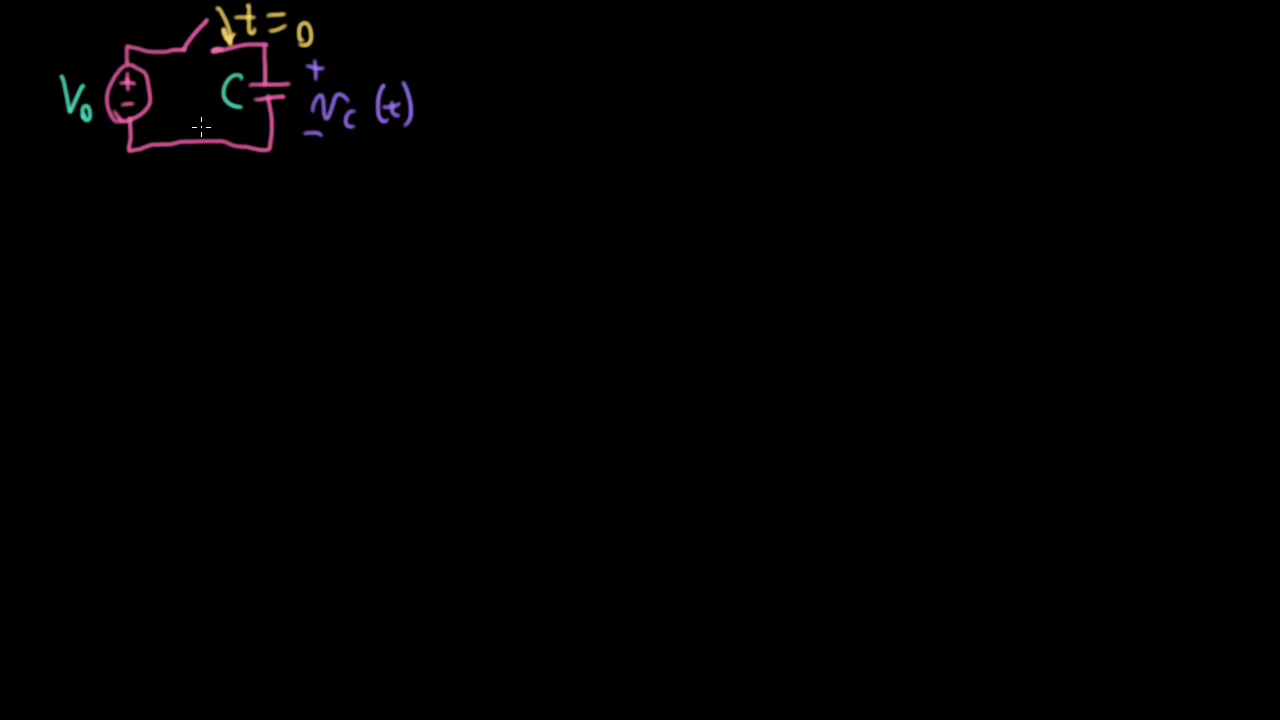 t = 0
V₀ + − C + v_c (t) −